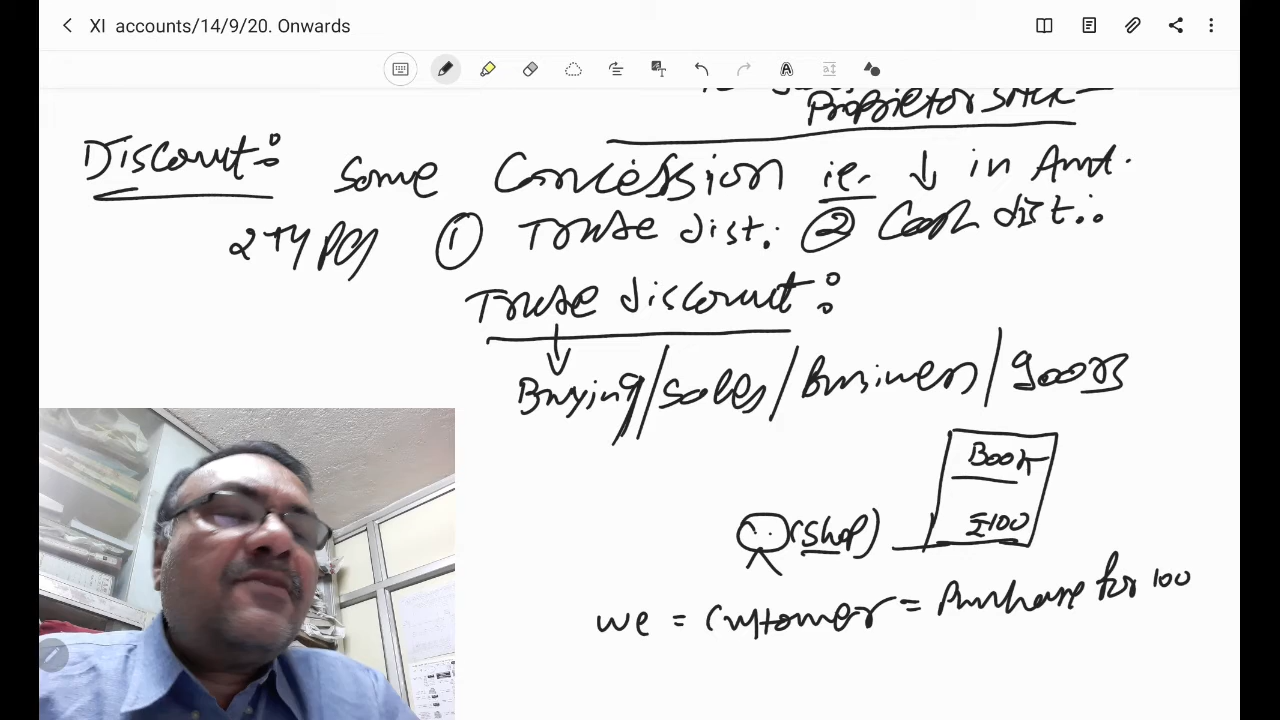 XI accounts/14/9/20. Onwards
Proprietorship
Discount:
Some Concession ie. ↓ in Amt.
2 types ① Trade dist. ② Cash dist.:
Trade discount:
↓
Buying/Sales/Business/goods
Book
₹100
(shop)
we = Customer = Purchase for 100